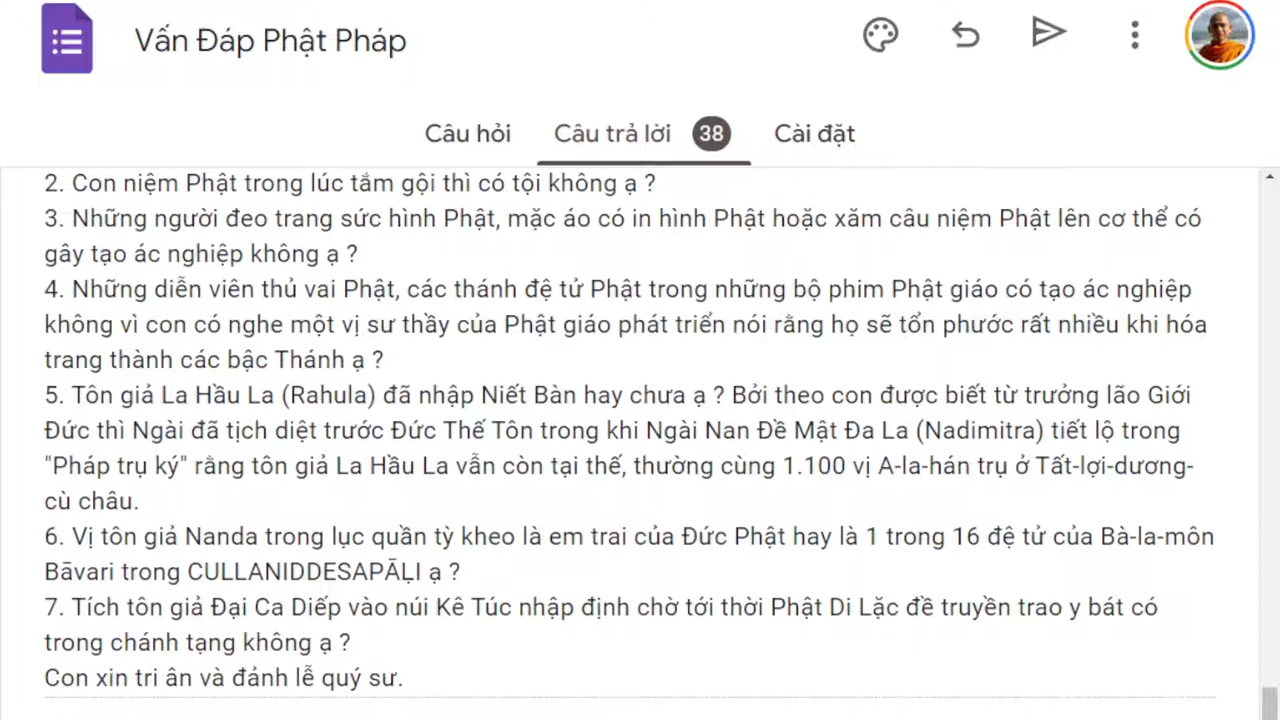 Vấn Đáp Phật Pháp
Câu hỏi Câu trả lời 38 Cài đặt
2. Con niệm Phật trong lúc tắm gội thì có tội không ạ ?
3. Những người đeo trang sức hình Phật, mặc áo có in hình Phật hoặc xăm câu niệm Phật lên cơ thể có
gây tạo ác nghiệp không ạ ?
4. Những diễn viên thủ vai Phật, các thánh đệ tử Phật trong những bộ phim Phật giáo có tạo ác nghiệp
không vì con có nghe một vị sư thầy của Phật giáo phát triển nói rằng họ sẽ tổn phước rất nhiều khi hóa
trang thành các bậc Thánh ạ ?
5. Tôn giả La Hầu La (Rahula) đã nhập Niết Bàn hay chưa ạ ? Bởi theo con được biết từ trưởng lão Giới
Đức thì Ngài đã tịch diệt trước Đức Thế Tôn trong khi Ngài Nan Đề Mật Đa La (Nadimitra) tiết lộ trong
"Pháp trụ ký" rằng tôn giả La Hầu La vẫn còn tại thế, thường cùng 1.100 vị A-la-hán trụ ở Tất-lợi-dương-
cù châu.
6. Vị tôn giả Nanda trong lục quần tỳ kheo là em trai của Đức Phật hay là 1 trong 16 đệ tử của Bà-la-môn
Bāvari trong CULLANIDDESAPĀḶI ạ ?
7. Tích tôn giả Đại Ca Diếp vào núi Kê Túc nhập định chờ tới thời Phật Di Lặc đề truyền trao y bát có
trong chánh tạng không ạ ?
Con xin tri ân và đảnh lễ quý sư.